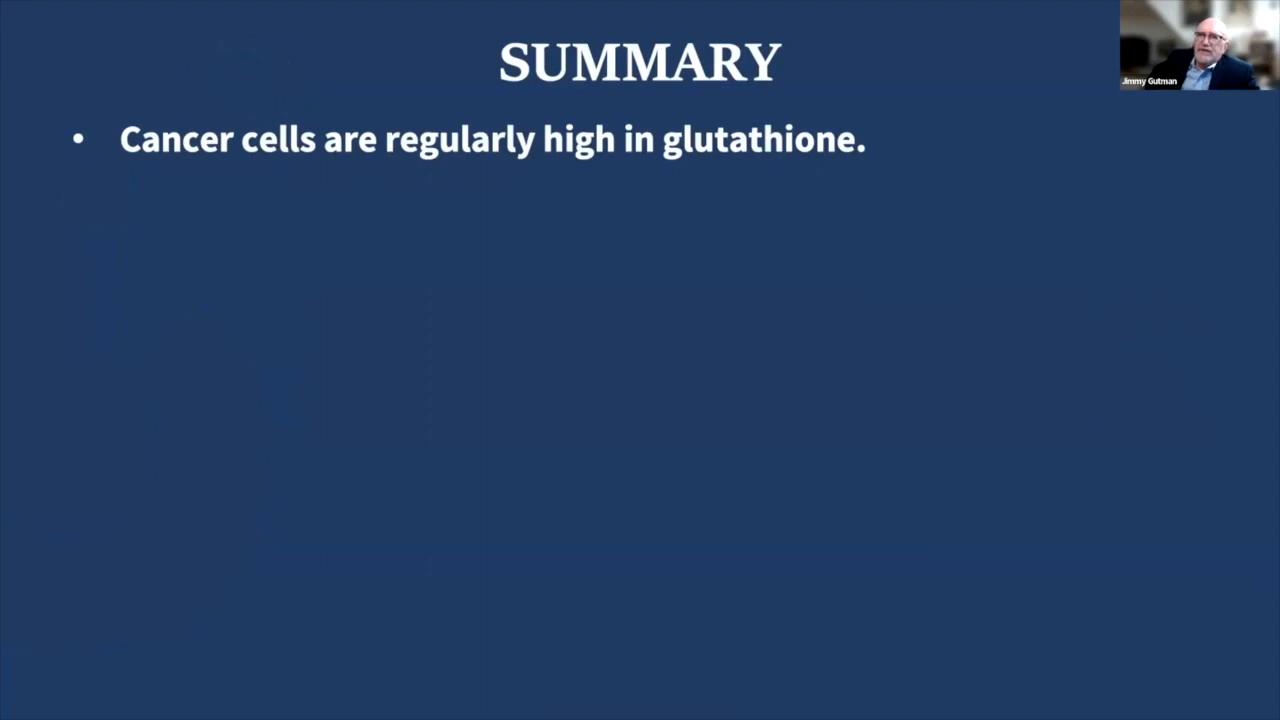 SUMMARY
Jimmy Gutman
• Cancer cells are regularly high in glutathione.